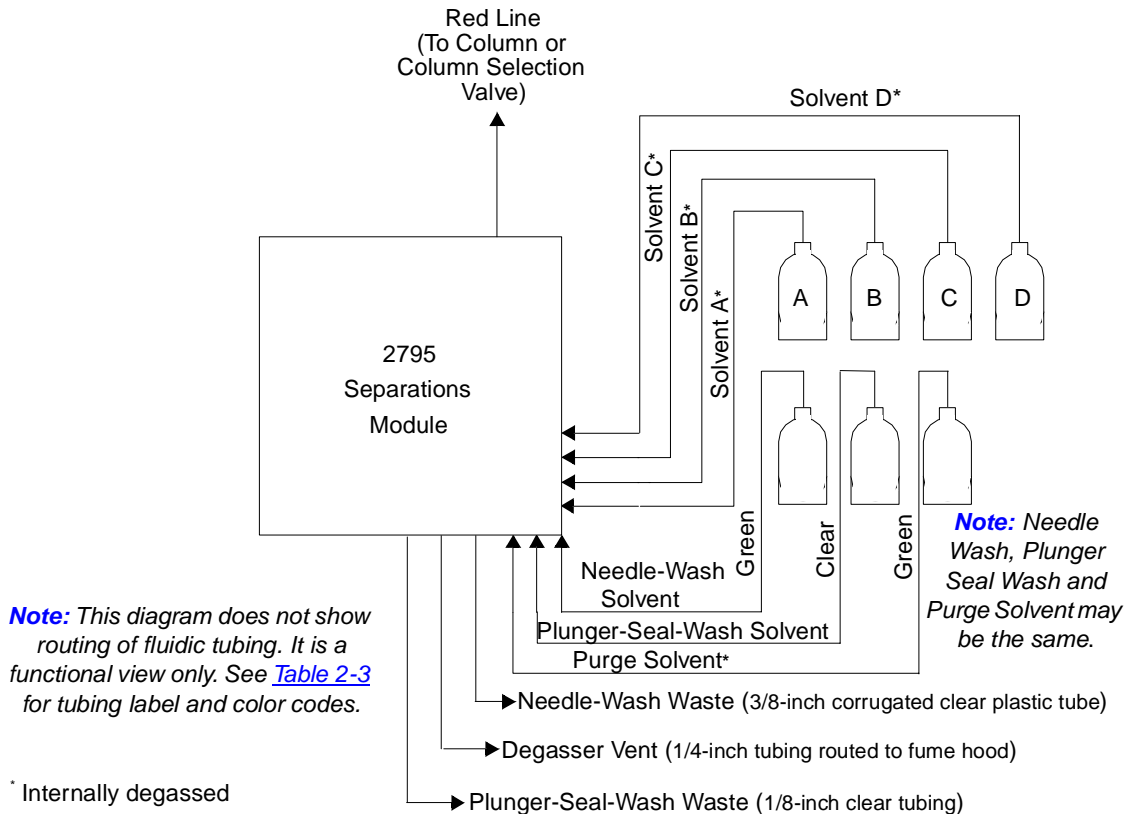 Red Line
(To Column or
Column Selection
Valve)
Solvent D*
Solvent C*
Solvent B*
Solvent A*
A
B
C
D
2795
Separations
Module
Green
Clear
Green
Needle-Wash
Solvent
Plunger-Seal-Wash Solvent
Purge Solvent*
Note: Needle
Wash, Plunger
Seal Wash and
Purge Solvent may
be the same.
Note: This diagram does not show
routing of fluidic tubing. It is a
functional view only. See Table 2-3
for tubing label and color codes.
Needle-Wash Waste (3/8-inch corrugated clear plastic tube)
Degasser Vent (1/4-inch tubing routed to fume hood)
Plunger-Seal-Wash Waste (1/8-inch clear tubing)
* Internally degassed